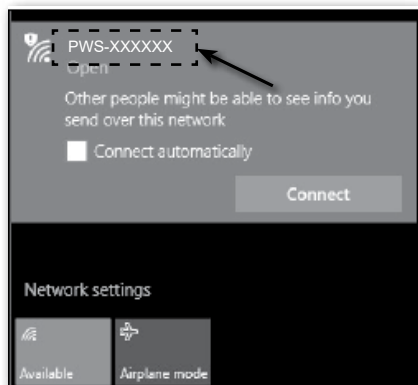 PWS-XXXXXX
Open
Other people might be able to see info you
send over this network
Connect automatically
Connect
Network settings
Available
Airplane mode